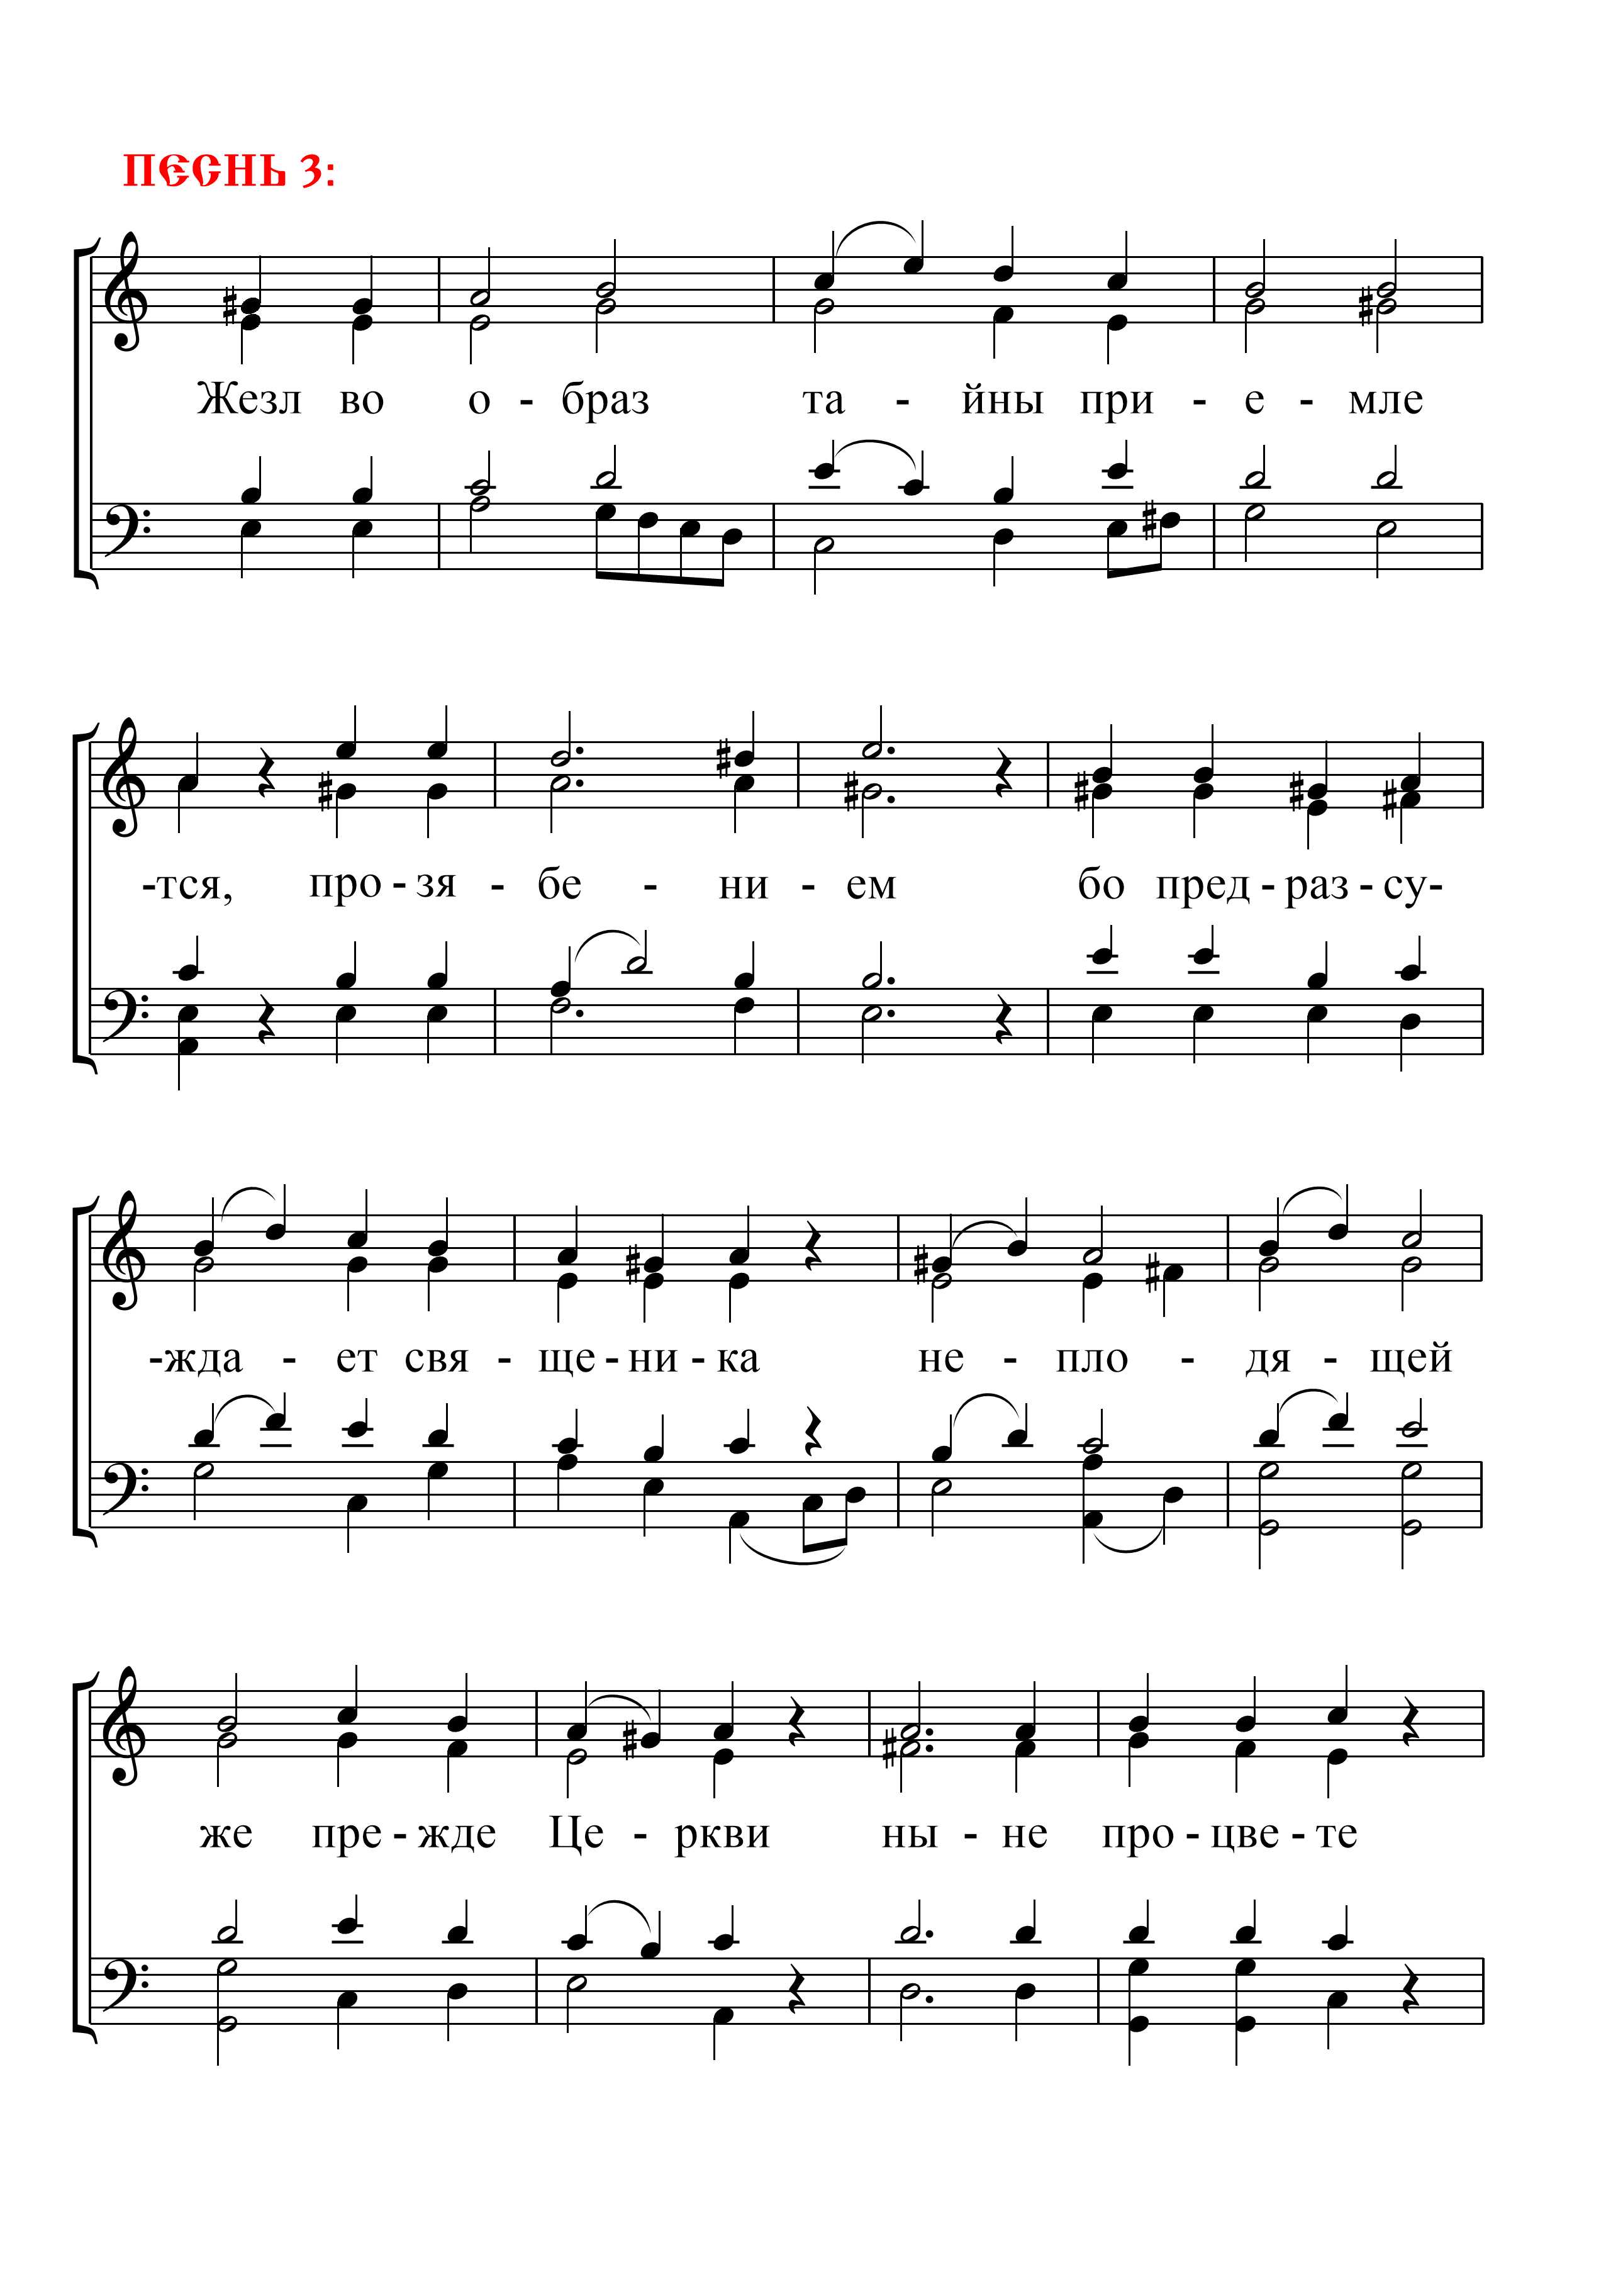 ПЕСНЬ 3:
Жезл во о - браз та - йны при - е - мле
-тся, про - зя - бе - ни - ем бо пред - раз - су-
-жда - ет свя - ще - ни - ка не - пло - дя - щей
же пре - жде Це - ркви ны - не про - цве - те